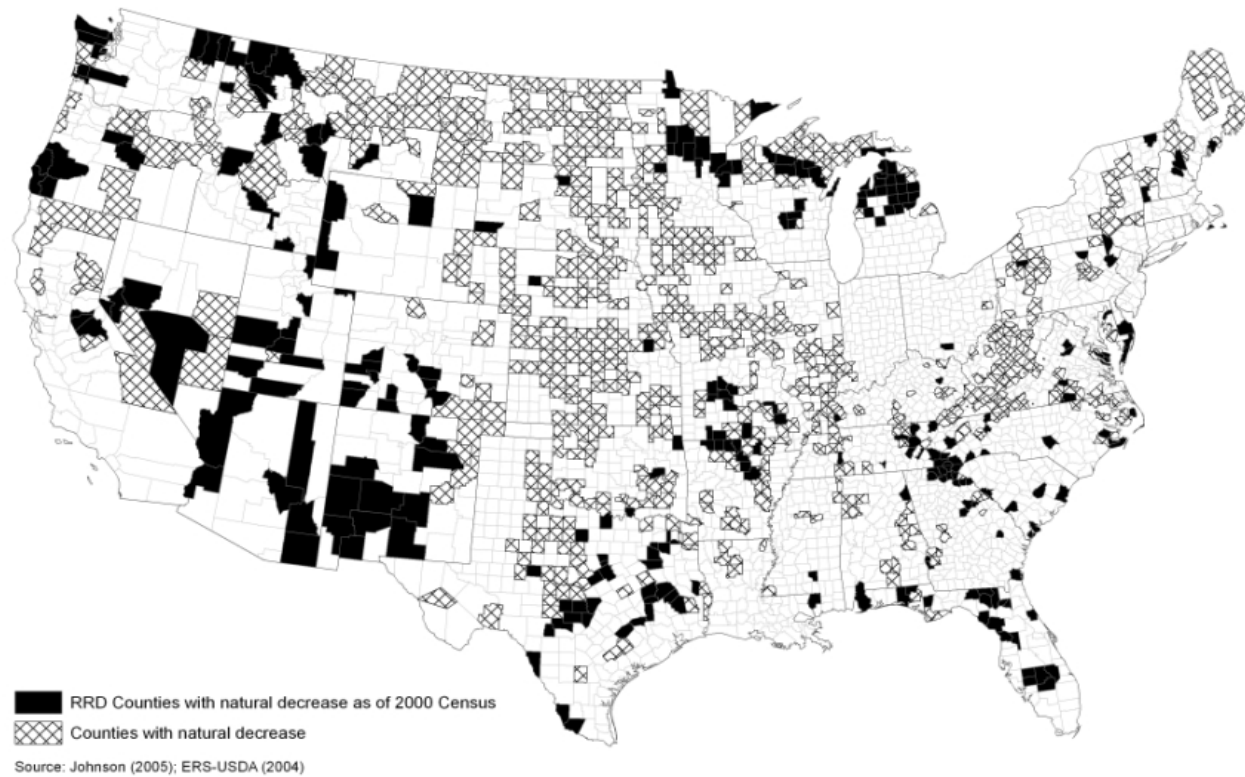 RRD Counties with natural decrease as of 2000 Census
Counties with natural decrease
Source: Johnson (2005); ERS-USDA (2004)